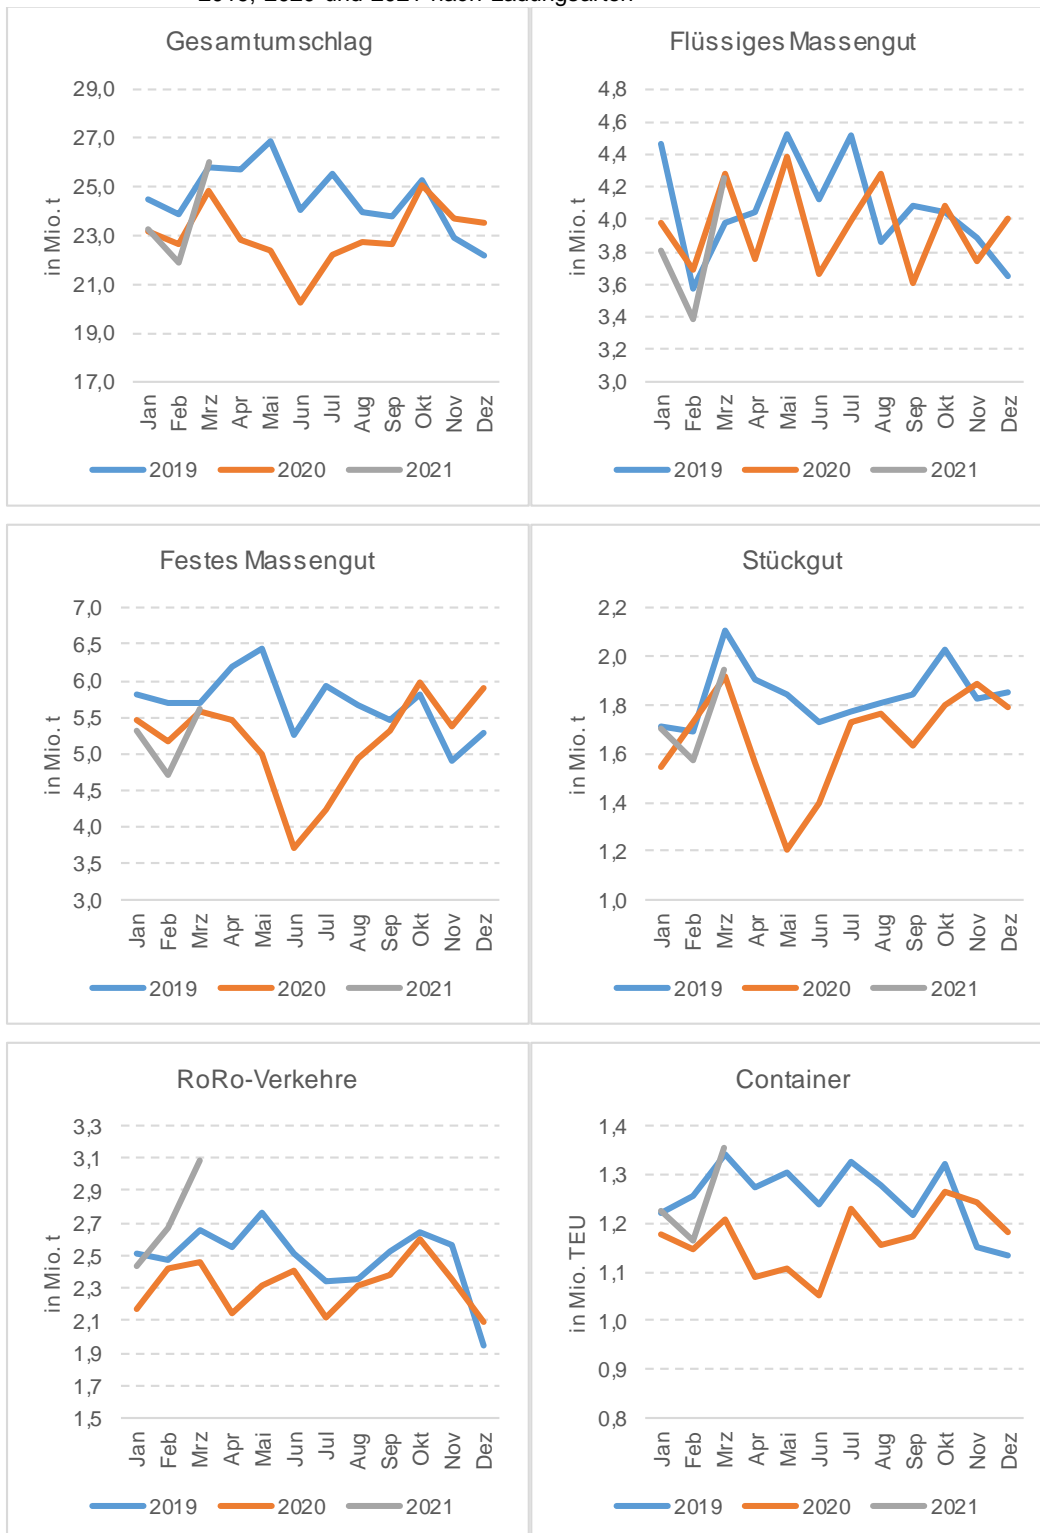 2019, 2020 und 2021 nach Ladungsarten
Gesamtumschlag
in Mio. t
29,0
27,0
25,0
23,0
21,0
19,0
17,0
Jan Feb Mrz Apr Mai Jun Jul Aug Sep Okt Nov Dez
2019 2020 2021
Flüssiges Massengut
in Mio. t
4,8
4,6
4,4
4,2
4,0
3,8
3,6
3,4
3,2
3,0
Jan Feb Mrz Apr Mai Jun Jul Aug Sep Okt Nov Dez
2019 2020 2021
Festes Massengut
in Mio. t
7,0
6,5
6,0
5,5
5,0
4,5
4,0
3,5
3,0
Jan Feb Mrz Apr Mai Jun Jul Aug Sep Okt Nov Dez
2019 2020 2021
Stückgut
in Mio. t
2,2
2,0
1,8
1,6
1,4
1,2
1,0
Jan Feb Mrz Apr Mai Jun Jul Aug Sep Okt Nov Dez
2019 2020 2021
RoRo-Verkehre
in Mio. t
3,3
3,1
2,9
2,7
2,5
2,3
2,1
1,9
1,7
1,5
Jan Feb Mrz Apr Mai Jun Jul Aug Sep Okt Nov Dez
2019 2020 2021
Container
in Mio. TEU
1,4
1,3
1,2
1,1
1,0
0,9
0,8
Jan Feb Mrz Apr Mai Jun Jul Aug Sep Okt Nov Dez
2019 2020 2021